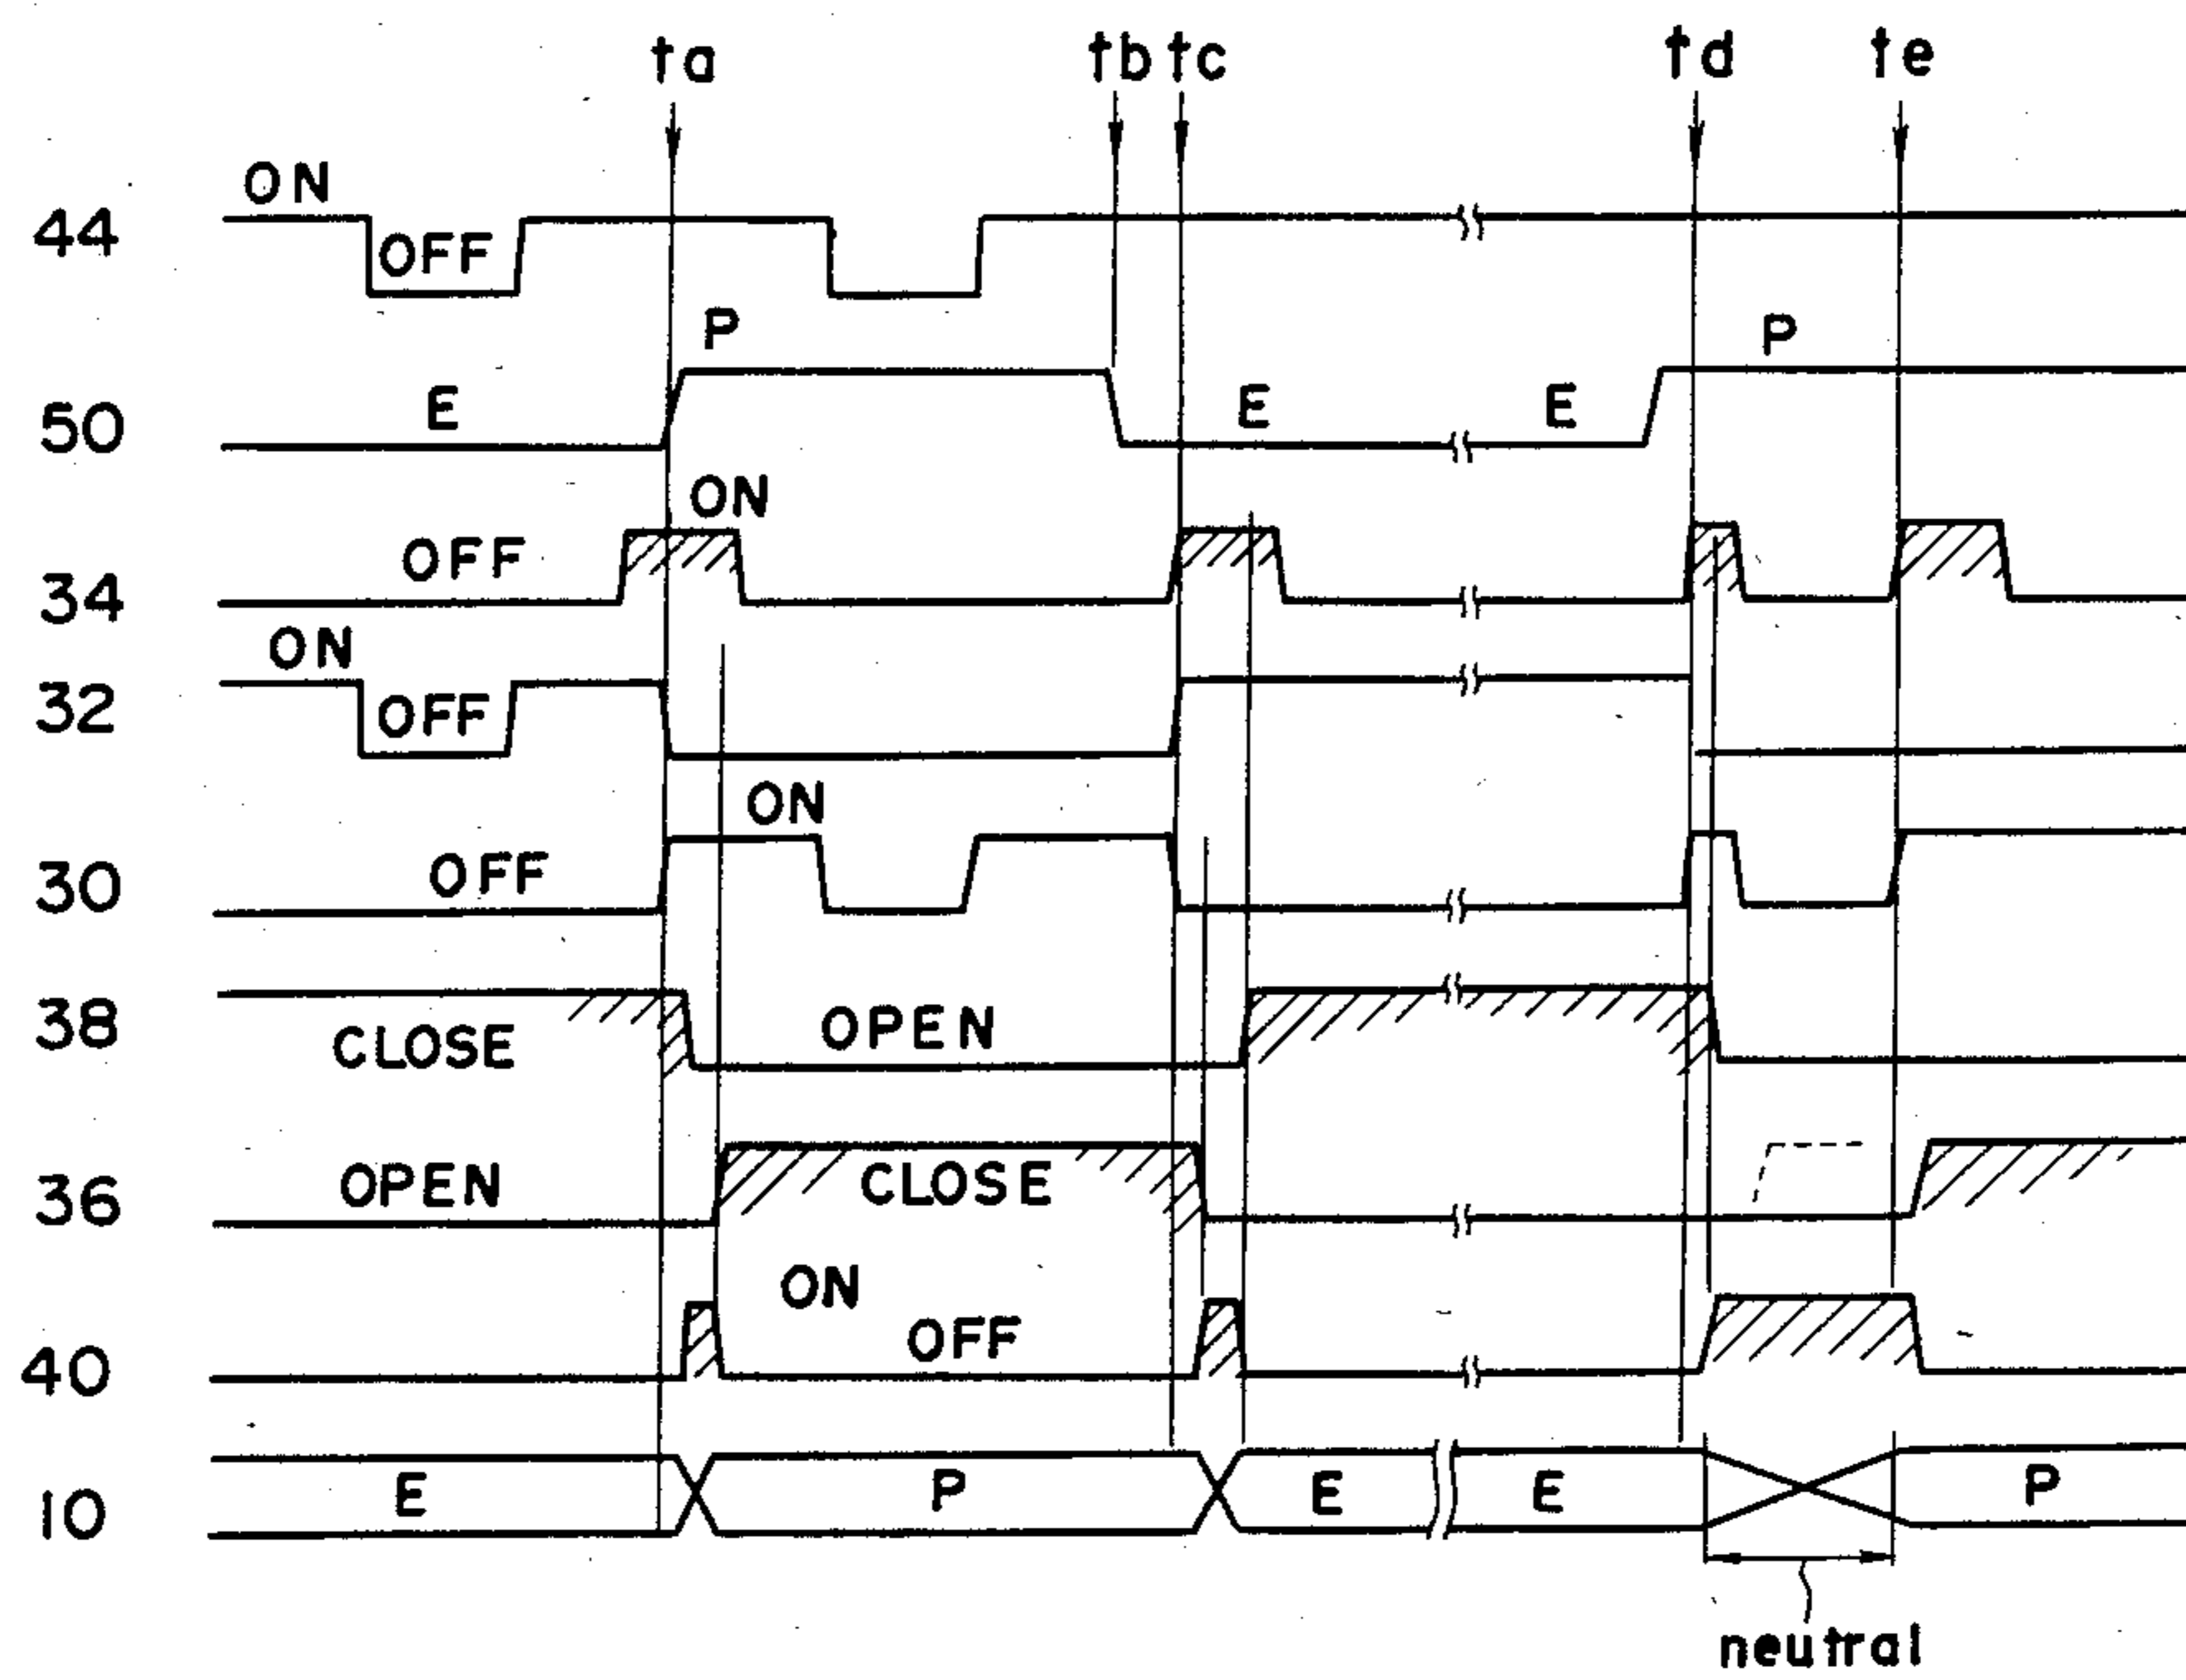 ta tb tc td te
44 ON OFF
50 E P E E P
34 OFF ON
32 ON OFF
30 OFF ON
38 CLOSE OPEN
36 OPEN CLOSE
40 ON OFF
10 E P E E P
neutral